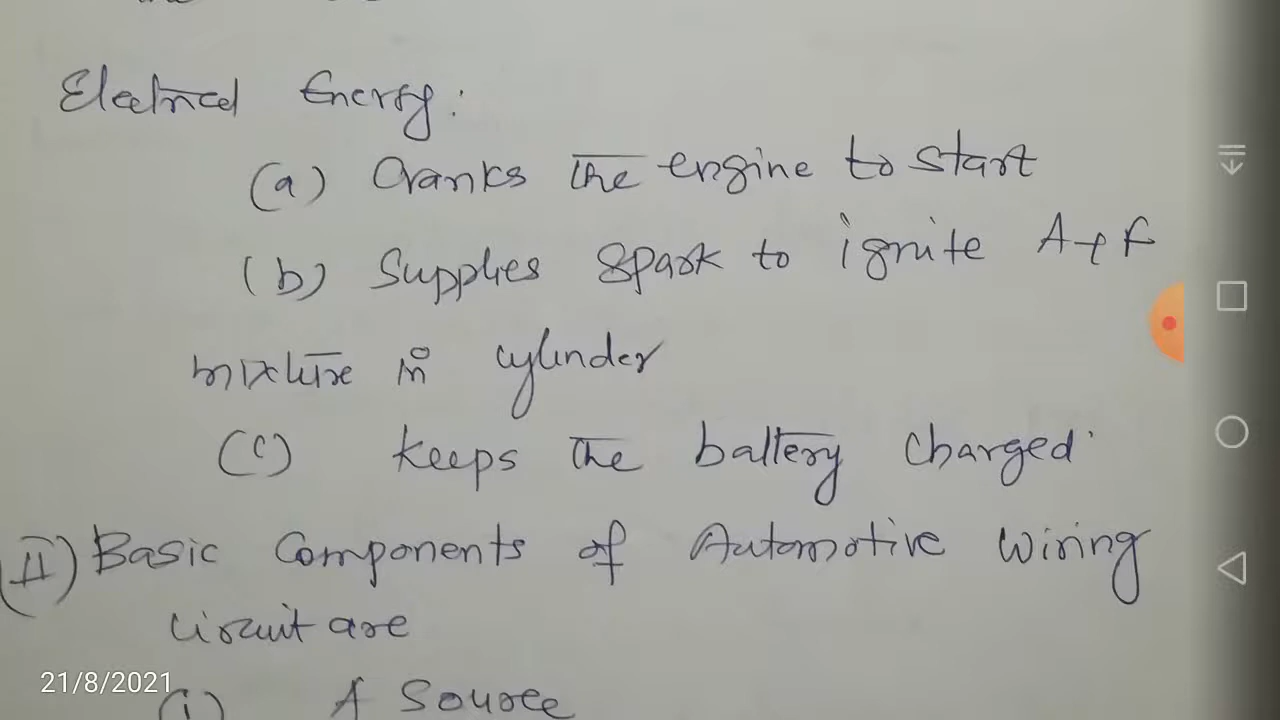 Electrical Energy:
(a) Cranks the engine to start
(b) Supplies spark to ignite A+F
mixture in cylinder
(c) keeps the battery charged.
(II) Basic Components of Automotive Wiring
circuit are
(i) A Source
21/8/2021